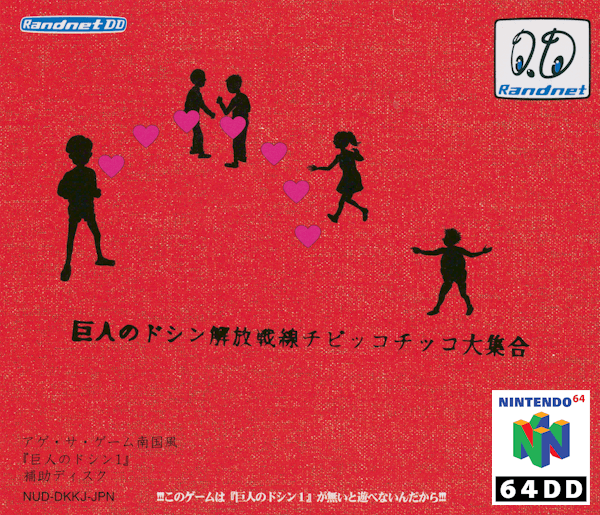 Randnet DD
Randnet
巨人のドシン解放戦線チビッコチッコ大集合
アゲ・サ・ゲーム南国風
『巨人のドシン1』
補助ディスク
NUD-DKKJ-JPN
!!!このゲームは『巨人のドシン1』が無いと遊べないんだから!!!
NINTENDO 64
64DD